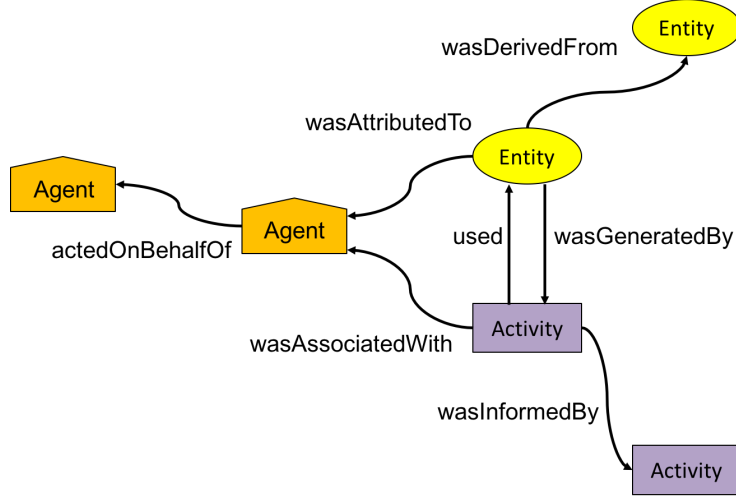 Entity
wasDerivedFrom
wasAttributedTo
Entity
Agent
Agent
actedOnBehalfOf
used
wasGeneratedBy
Activity
wasAssociatedWith
wasInformedBy
Activity